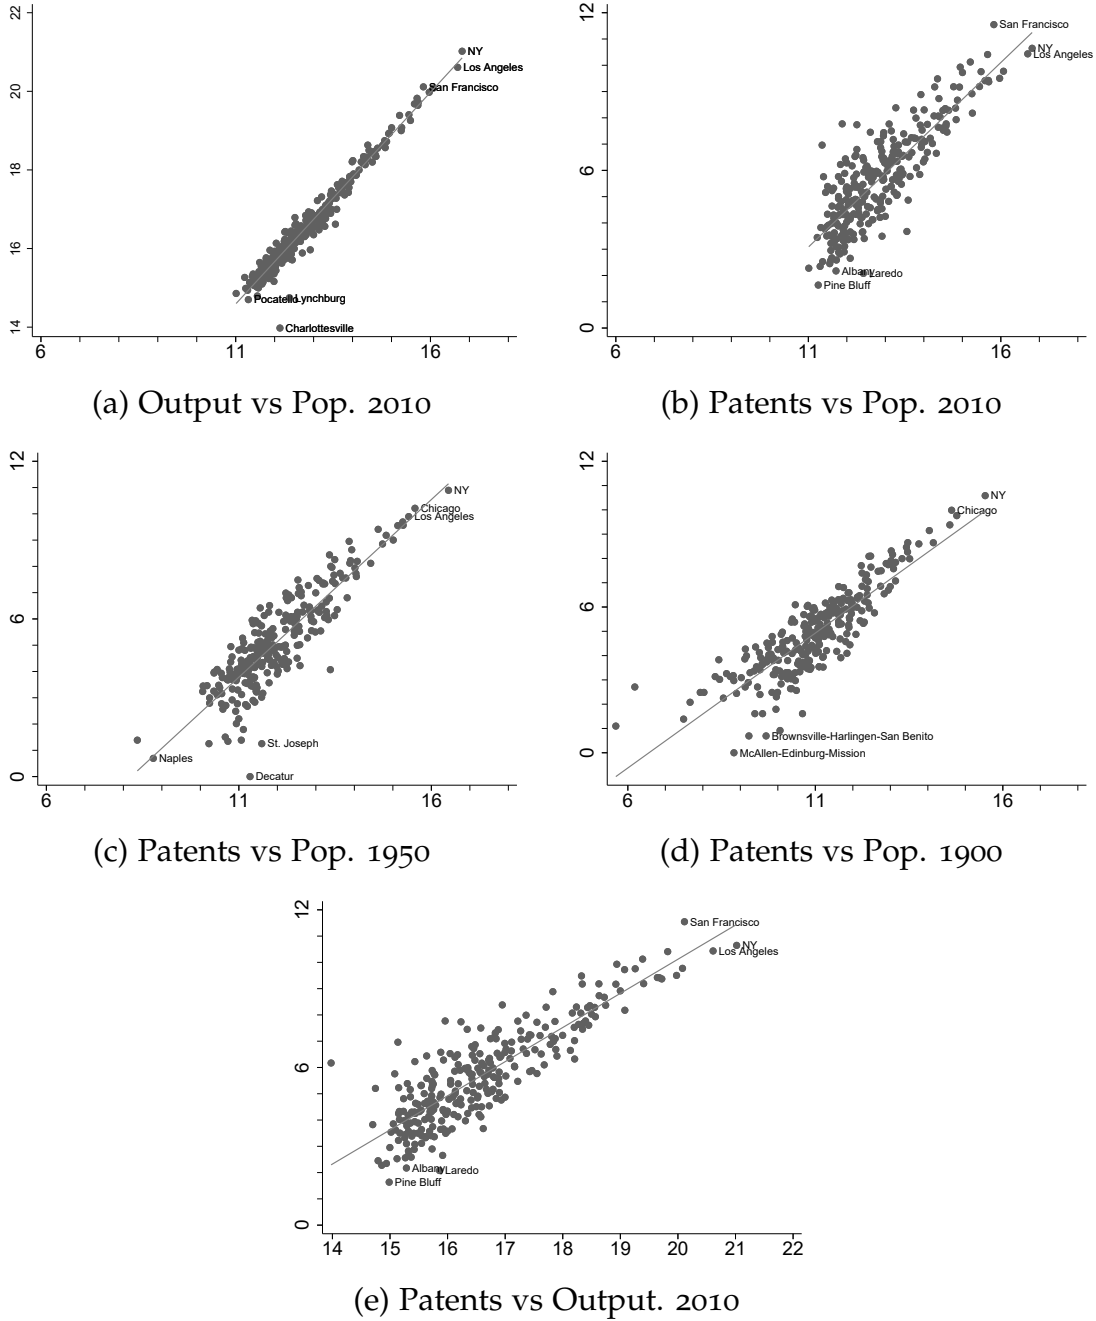 22
20
18
16
14
NY
Los Angeles
San Francisco
Pocatello
Lynchburg
Charlottesville
6 11 16
(a) Output vs Pop. 2010
12
6
0
San Francisco
NY
Los Angeles
Albany
Laredo
Pine Bluff
6 11 16
(b) Patents vs Pop. 2010
12
6
0
NY
Chicago
Los Angeles
St. Joseph
Naples
Decatur
6 11 16
(c) Patents vs Pop. 1950
12
6
0
NY
Chicago
Brownsville-Harlingen-San Benito
McAllen-Edinburg-Mission
6 11 16
(d) Patents vs Pop. 1900
12
6
0
San Francisco
NY
Los Angeles
Albany
Laredo
Pine Bluff
14 15 16 17 18 19 20 21 22
(e) Patents vs Output. 2010